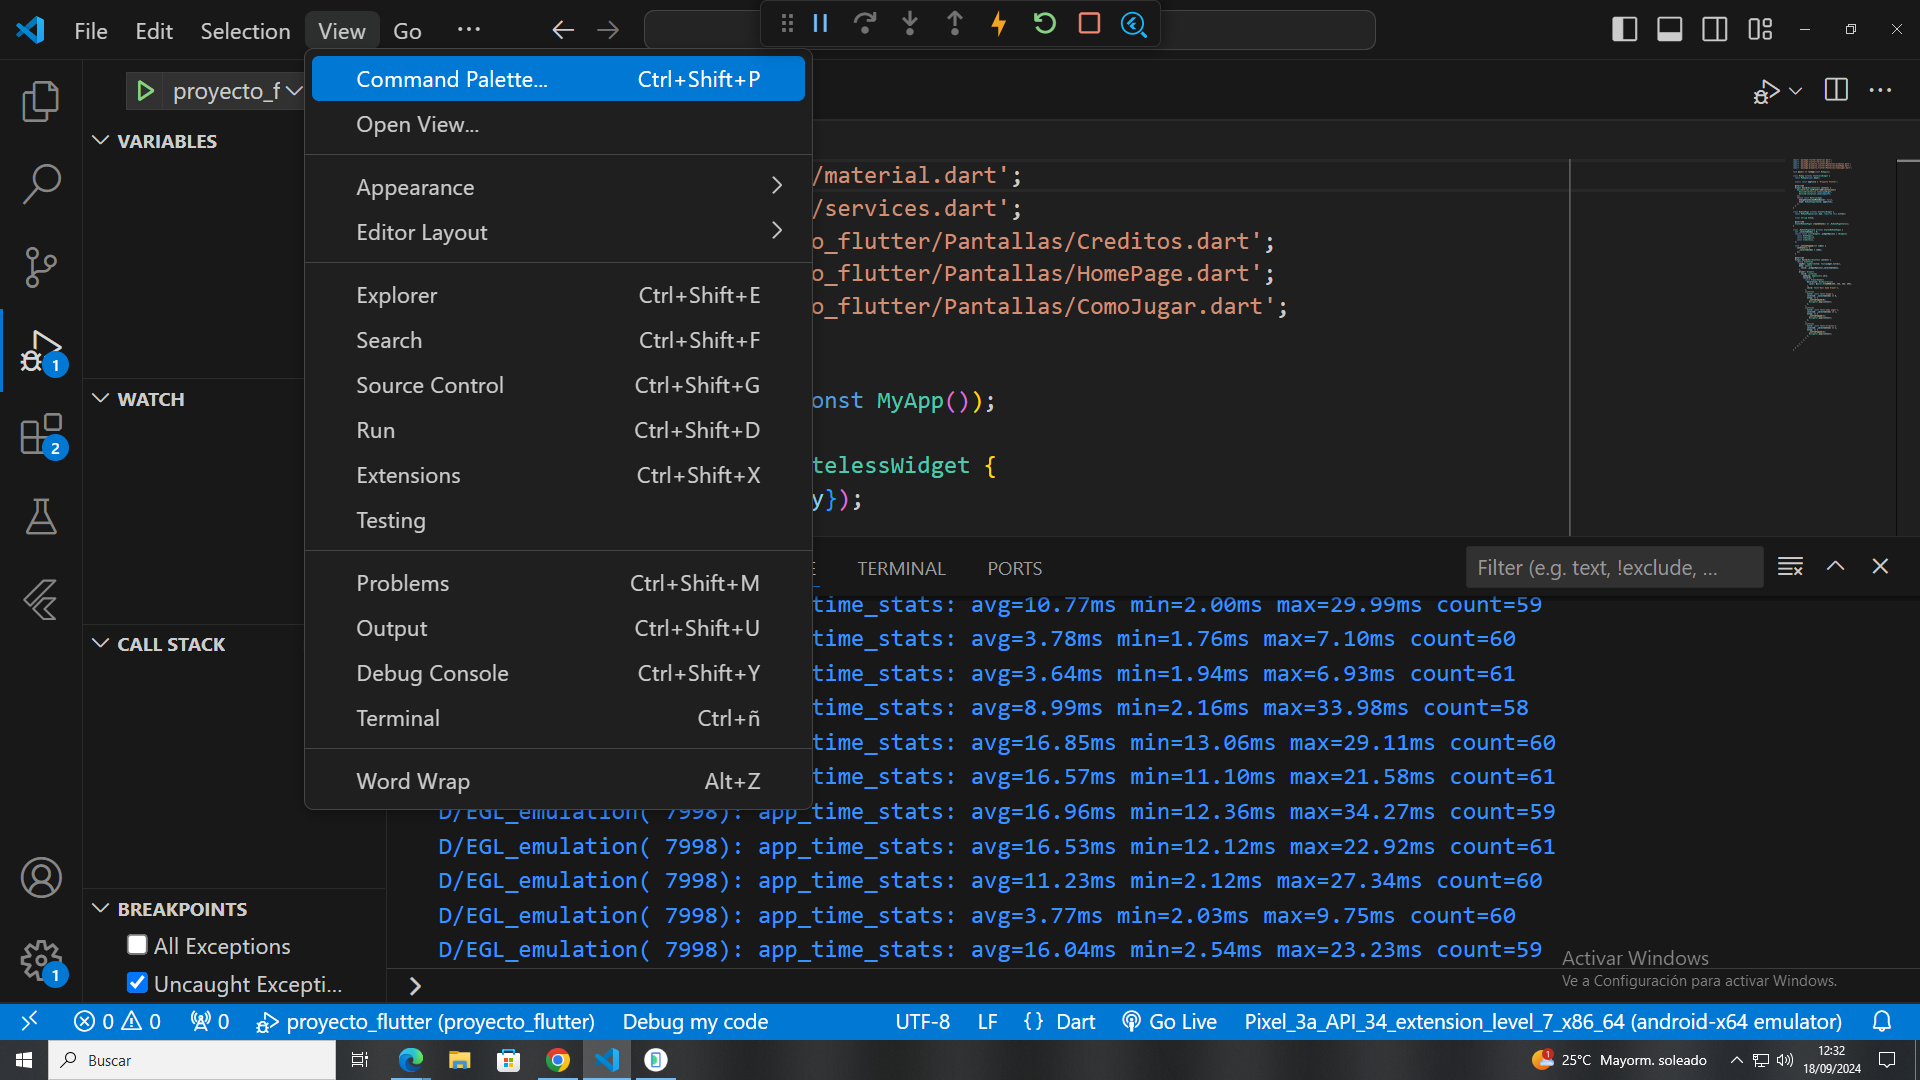 File Edit Selection View Go ···
proyecto_f
VARIABLES
WATCH
CALL STACK
BREAKPOINTS
All Exceptions
Uncaught Excepti...
1
2
1
Command Palette... Ctrl+Shift+P
Open View...
Appearance
Editor Layout
Explorer Ctrl+Shift+E
Search Ctrl+Shift+F
Source Control Ctrl+Shift+G
Run Ctrl+Shift+D
Extensions Ctrl+Shift+X
Testing
Problems Ctrl+Shift+M
Output Ctrl+Shift+U
Debug Console Ctrl+Shift+Y
Terminal Ctrl+ñ
Word Wrap Alt+Z
/material.dart';
/services.dart';
o_flutter/Pantallas/Creditos.dart';
o_flutter/Pantallas/HomePage.dart';
o_flutter/Pantallas/ComoJugar.dart';
onst MyApp());
telessWidget {
y});
E TERMINAL PORTS Filter (e.g. text, !exclude, ...
time_stats: avg=10.77ms min=2.00ms max=29.99ms count=59
time_stats: avg=3.78ms min=1.76ms max=7.10ms count=60
time_stats: avg=3.64ms min=1.94ms max=6.93ms count=61
time_stats: avg=8.99ms min=2.16ms max=33.98ms count=58
time_stats: avg=16.85ms min=13.06ms max=29.11ms count=60
time_stats: avg=16.57ms min=11.10ms max=21.58ms count=61
D/EGL_emulation( 7998): app_time_stats: avg=16.96ms min=12.36ms max=34.27ms count=59
D/EGL_emulation( 7998): app_time_stats: avg=16.53ms min=12.12ms max=22.92ms count=61
D/EGL_emulation( 7998): app_time_stats: avg=11.23ms min=2.12ms max=27.34ms count=60
D/EGL_emulation( 7998): app_time_stats: avg=3.77ms min=2.03ms max=9.75ms count=60
D/EGL_emulation( 7998): app_time_stats: avg=16.04ms min=2.54ms max=23.23ms count=59
Activar Windows
Ve a Configuración para activar Windows.
0 0 0 proyecto_flutter (proyecto_flutter) Debug my code UTF-8 LF {} Dart Go Live Pixel_3a_API_34_extension_level_7_x86_64 (android-x64 emulator)
Buscar 1 25°C Mayorm. soleado 12:32
18/09/2024